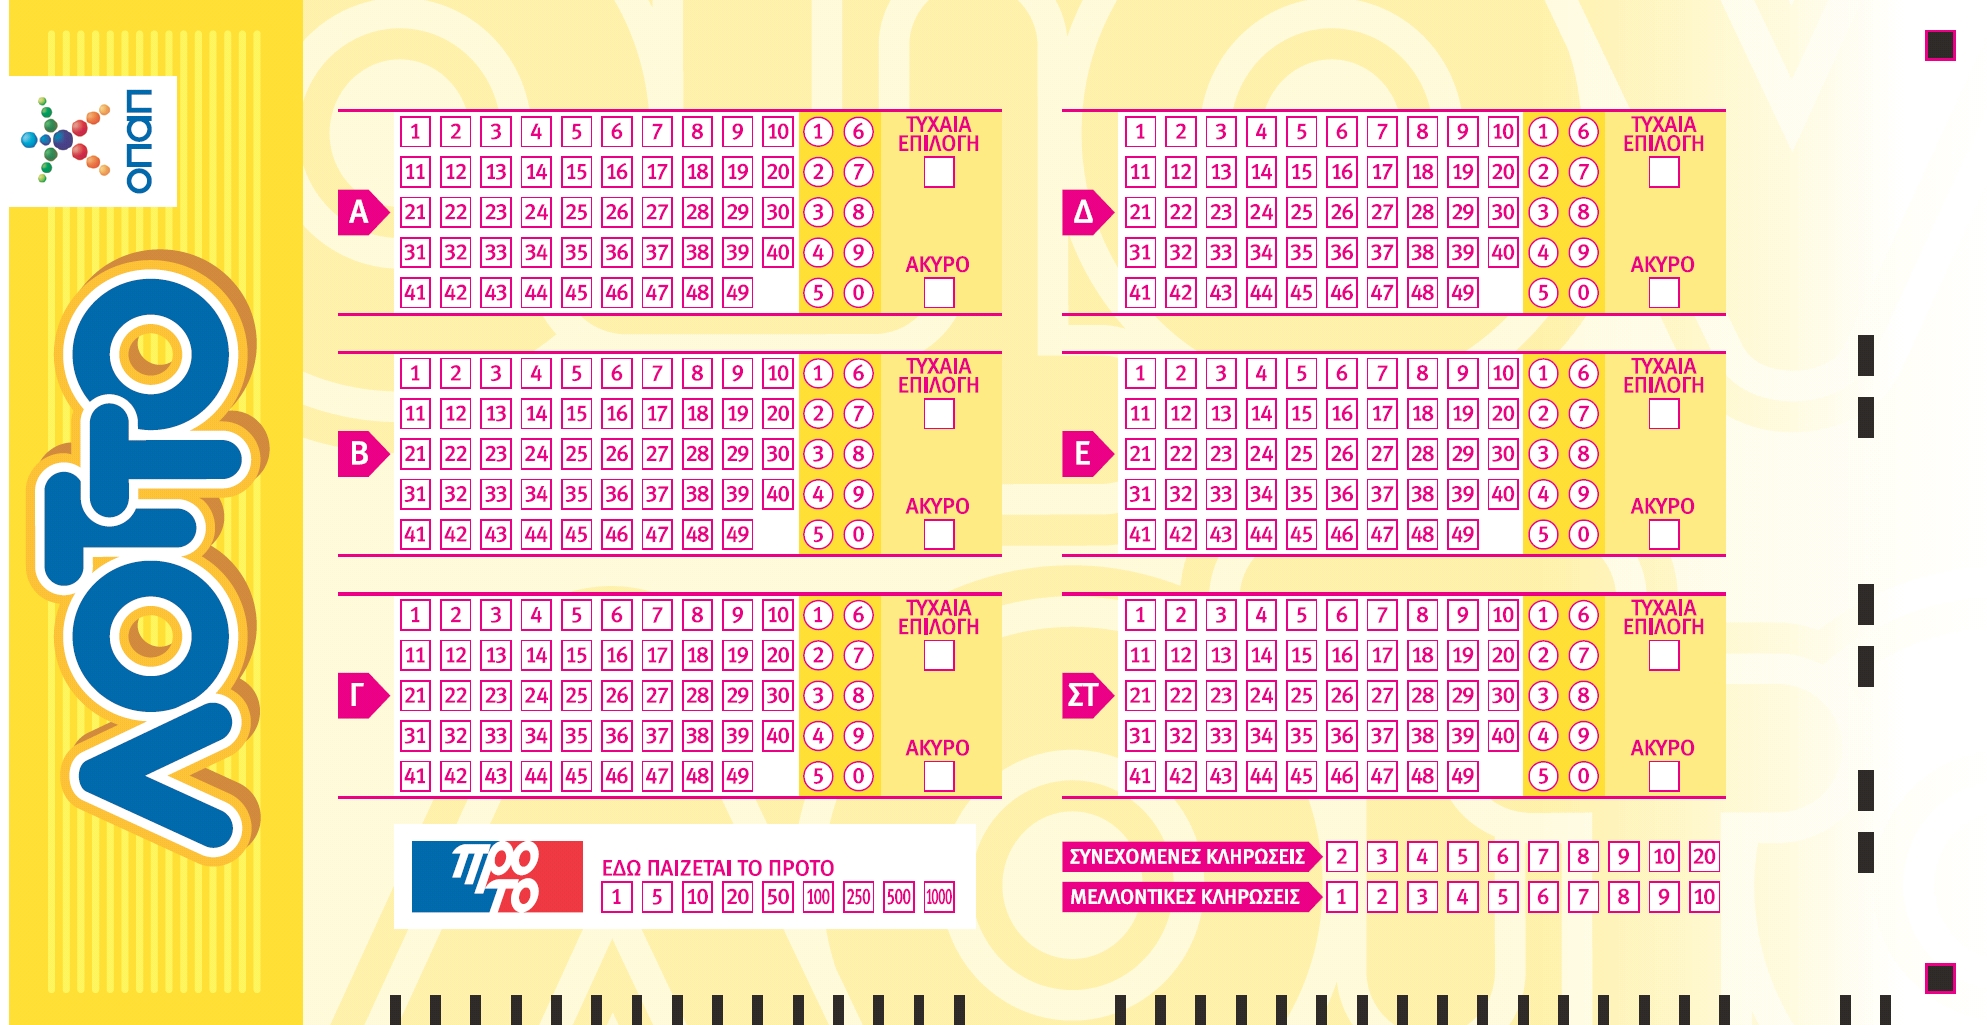 οπαπ
ΛΟΤΤΟ
Α
1 2 3 4 5 6 7 8 9 10 1 6
11 12 13 14 15 16 17 18 19 20 2 7
21 22 23 24 25 26 27 28 29 30 3 8
31 32 33 34 35 36 37 38 39 40 4 9
41 42 43 44 45 46 47 48 49 5 0
ΤΥΧΑΙΑ
ΕΠΙΛΟΓΗ
ΑΚΥΡΟ
Β
1 2 3 4 5 6 7 8 9 10 1 6
11 12 13 14 15 16 17 18 19 20 2 7
21 22 23 24 25 26 27 28 29 30 3 8
31 32 33 34 35 36 37 38 39 40 4 9
41 42 43 44 45 46 47 48 49 5 0
ΤΥΧΑΙΑ
ΕΠΙΛΟΓΗ
ΑΚΥΡΟ
Γ
1 2 3 4 5 6 7 8 9 10 1 6
11 12 13 14 15 16 17 18 19 20 2 7
21 22 23 24 25 26 27 28 29 30 3 8
31 32 33 34 35 36 37 38 39 40 4 9
41 42 43 44 45 46 47 48 49 5 0
ΤΥΧΑΙΑ
ΕΠΙΛΟΓΗ
ΑΚΥΡΟ
προ
το
ΕΔΩ ΠΑΙΖΕΤΑΙ ΤΟ ΠΡΟΤΟ
1 5 10 20 50 100 250 500 1000
Δ
1 2 3 4 5 6 7 8 9 10 1 6
11 12 13 14 15 16 17 18 19 20 2 7
21 22 23 24 25 26 27 28 29 30 3 8
31 32 33 34 35 36 37 38 39 40 4 9
41 42 43 44 45 46 47 48 49 5 0
ΤΥΧΑΙΑ
ΕΠΙΛΟΓΗ
ΑΚΥΡΟ
Ε
1 2 3 4 5 6 7 8 9 10 1 6
11 12 13 14 15 16 17 18 19 20 2 7
21 22 23 24 25 26 27 28 29 30 3 8
31 32 33 34 35 36 37 38 39 40 4 9
41 42 43 44 45 46 47 48 49 5 0
ΤΥΧΑΙΑ
ΕΠΙΛΟΓΗ
ΑΚΥΡΟ
ΣΤ
1 2 3 4 5 6 7 8 9 10 1 6
11 12 13 14 15 16 17 18 19 20 2 7
21 22 23 24 25 26 27 28 29 30 3 8
31 32 33 34 35 36 37 38 39 40 4 9
41 42 43 44 45 46 47 48 49 5 0
ΤΥΧΑΙΑ
ΕΠΙΛΟΓΗ
ΑΚΥΡΟ
ΣΥΝΕΧΟΜΕΝΕΣ ΚΛΗΡΩΣΕΙΣ 2 3 4 5 6 7 8 9 10 20
ΜΕΛΛΟΝΤΙΚΕΣ ΚΛΗΡΩΣΕΙΣ 1 2 3 4 5 6 7 8 9 10